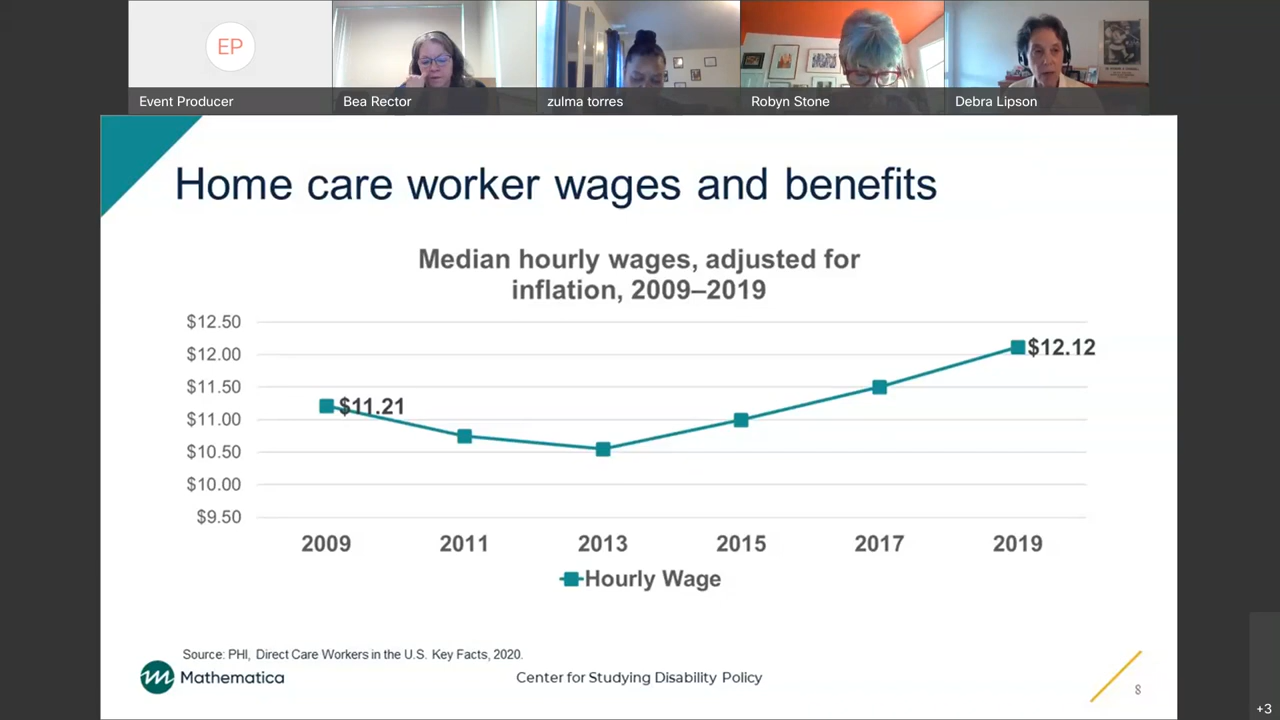 EP
Event Producer
Bea Rector
zulma torres
Robyn Stone
Debra Lipson
Home care worker wages and benefits
Median hourly wages, adjusted for
inflation, 2009–2019
$12.50
$12.00
$11.50
$11.00
$10.50
$10.00
$9.50
$11.21
$12.12
2009 2011 2013 2015 2017 2019
Hourly Wage
Source: PHI, Direct Care Workers in the U.S. Key Facts, 2020.
Mathematica
Center for Studying Disability Policy
8
+3